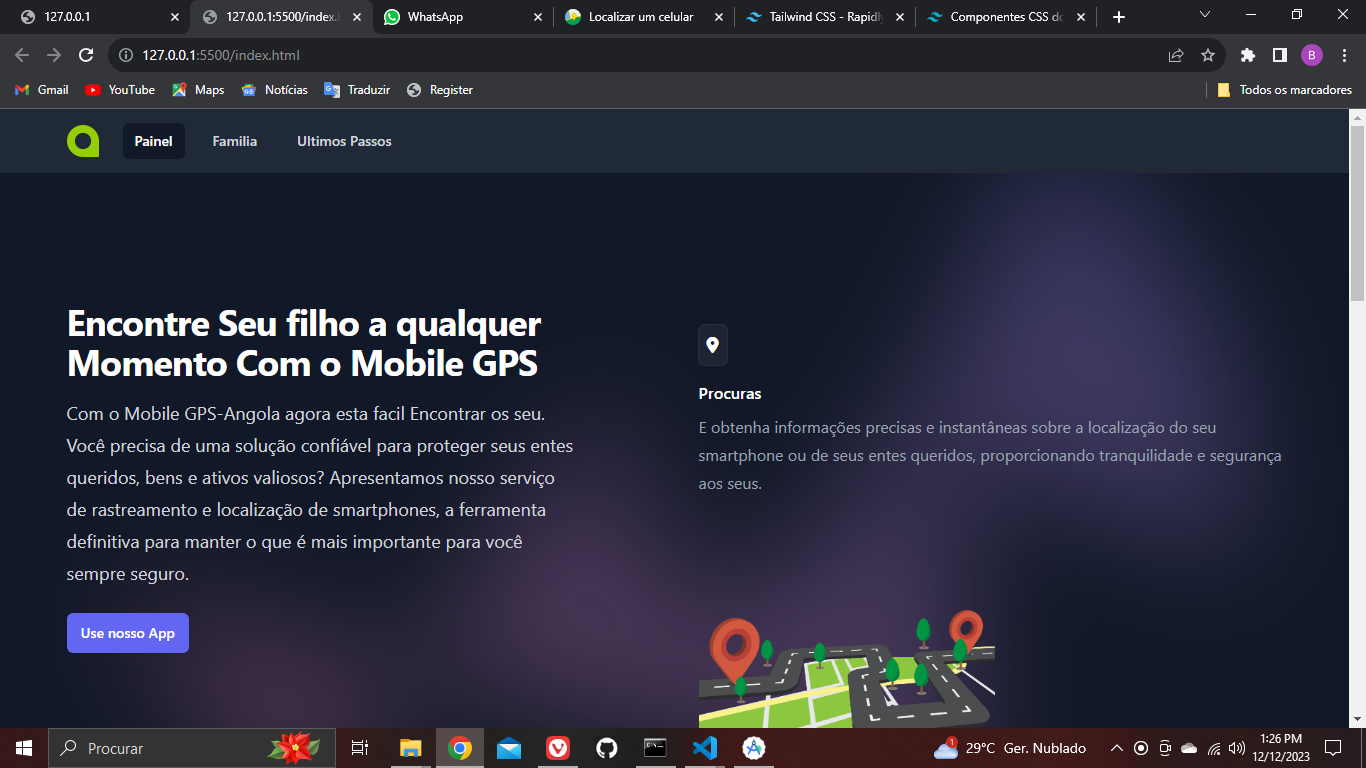 127.0.0.1
127.0.0.1:5500/index.
WhatsApp
Localizar um celular
Tailwind CSS - Rapidly
Componentes CSS do
127.0.0.1:5500/index.html
B
Gmail
YouTube
Maps
Notícias
Traduzir
Register
Todos os marcadores
Painel
Familia
Ultimos Passos
Encontre Seu filho a qualquer
Momento Com o Mobile GPS
Com o Mobile GPS-Angola agora esta facil Encontrar os seu.
Você precisa de uma solução confiável para proteger seus entes
queridos, bens e ativos valiosos? Apresentamos nosso serviço
de rastreamento e localização de smartphones, a ferramenta
definitiva para manter o que é mais importante para você
sempre seguro.
Use nosso App
Procuras
E obtenha informações precisas e instantâneas sobre a localização do seu
smartphone ou de seus entes queridos, proporcionando tranquilidade e segurança
aos seus.
Procurar
1
29°C Ger. Nublado
1:26 PM
12/12/2023